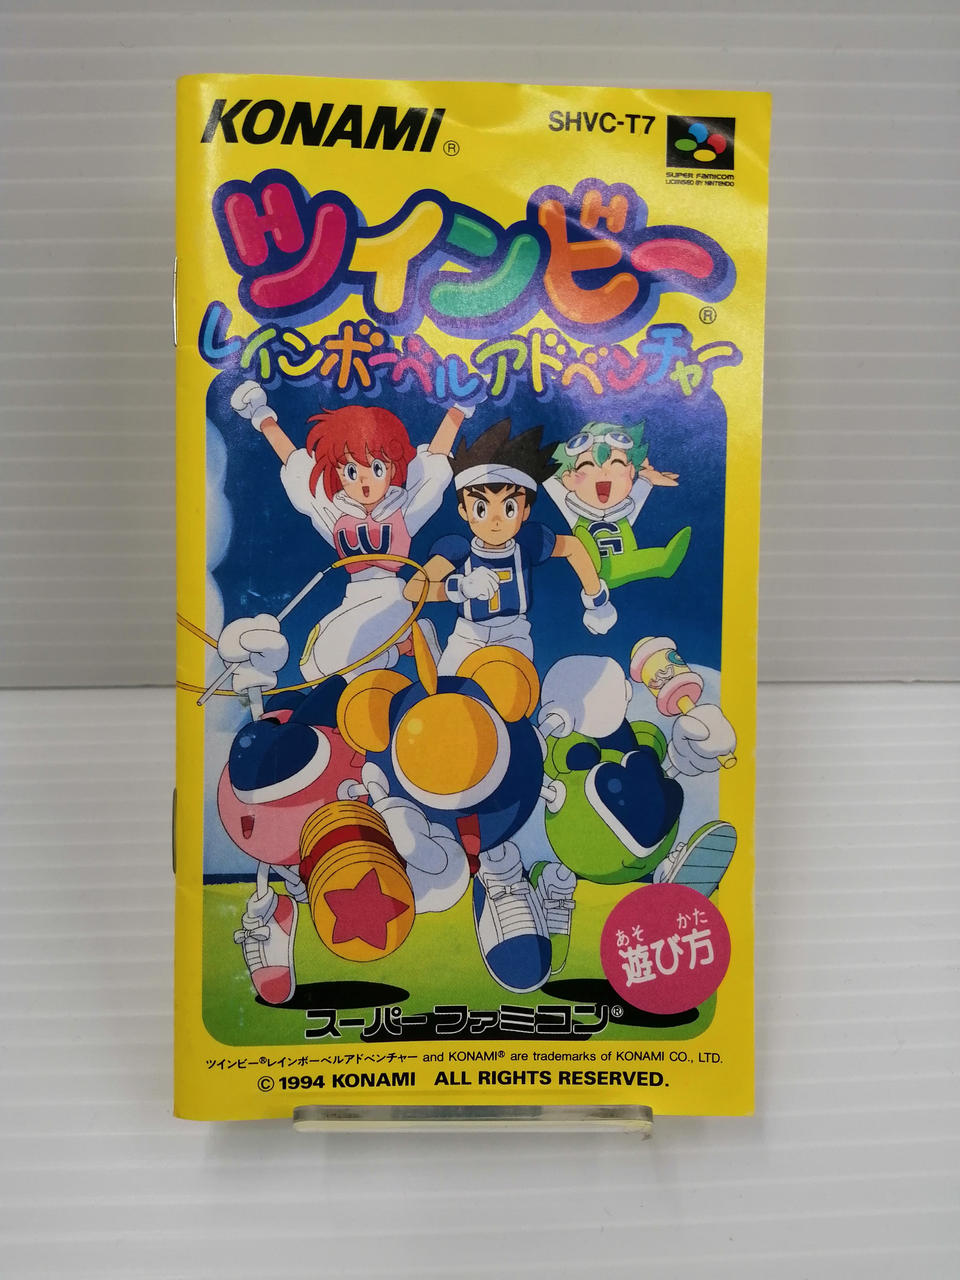 KONAMI®
SHVC-T7
SUPER FAMICOM
LICENSED BY NINTENDO
ツインビー®
レインボーベルアドベンチャー
W
T
G
あそ かた
遊び方
スーパーファミコン®
ツインビー®レインボーベルアドベンチャー and KONAMI® are trademarks of KONAMI CO., LTD.
© 1994 KONAMI ALL RIGHTS RESERVED.